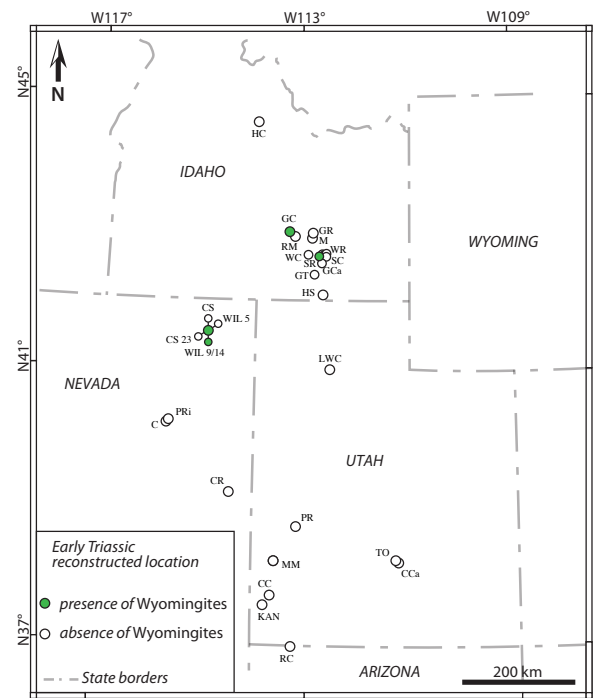 W117° W113° W109°
N45°
N
HC
IDAHO
GC
GR
M
RM
WYOMING
WC
WR
SR
SC
GCa
GT
HS
CS
WIL 5
CS 23
WIL 9/14
N41°
LWC
NEVADA
PRi
C
UTAH
CR
PR
Early Triassic
reconstructed location
TO
CCa
MM
presence of Wyomingites
CC
KAN
absence of Wyomingites
N37°
RC
State borders
ARIZONA
200 km